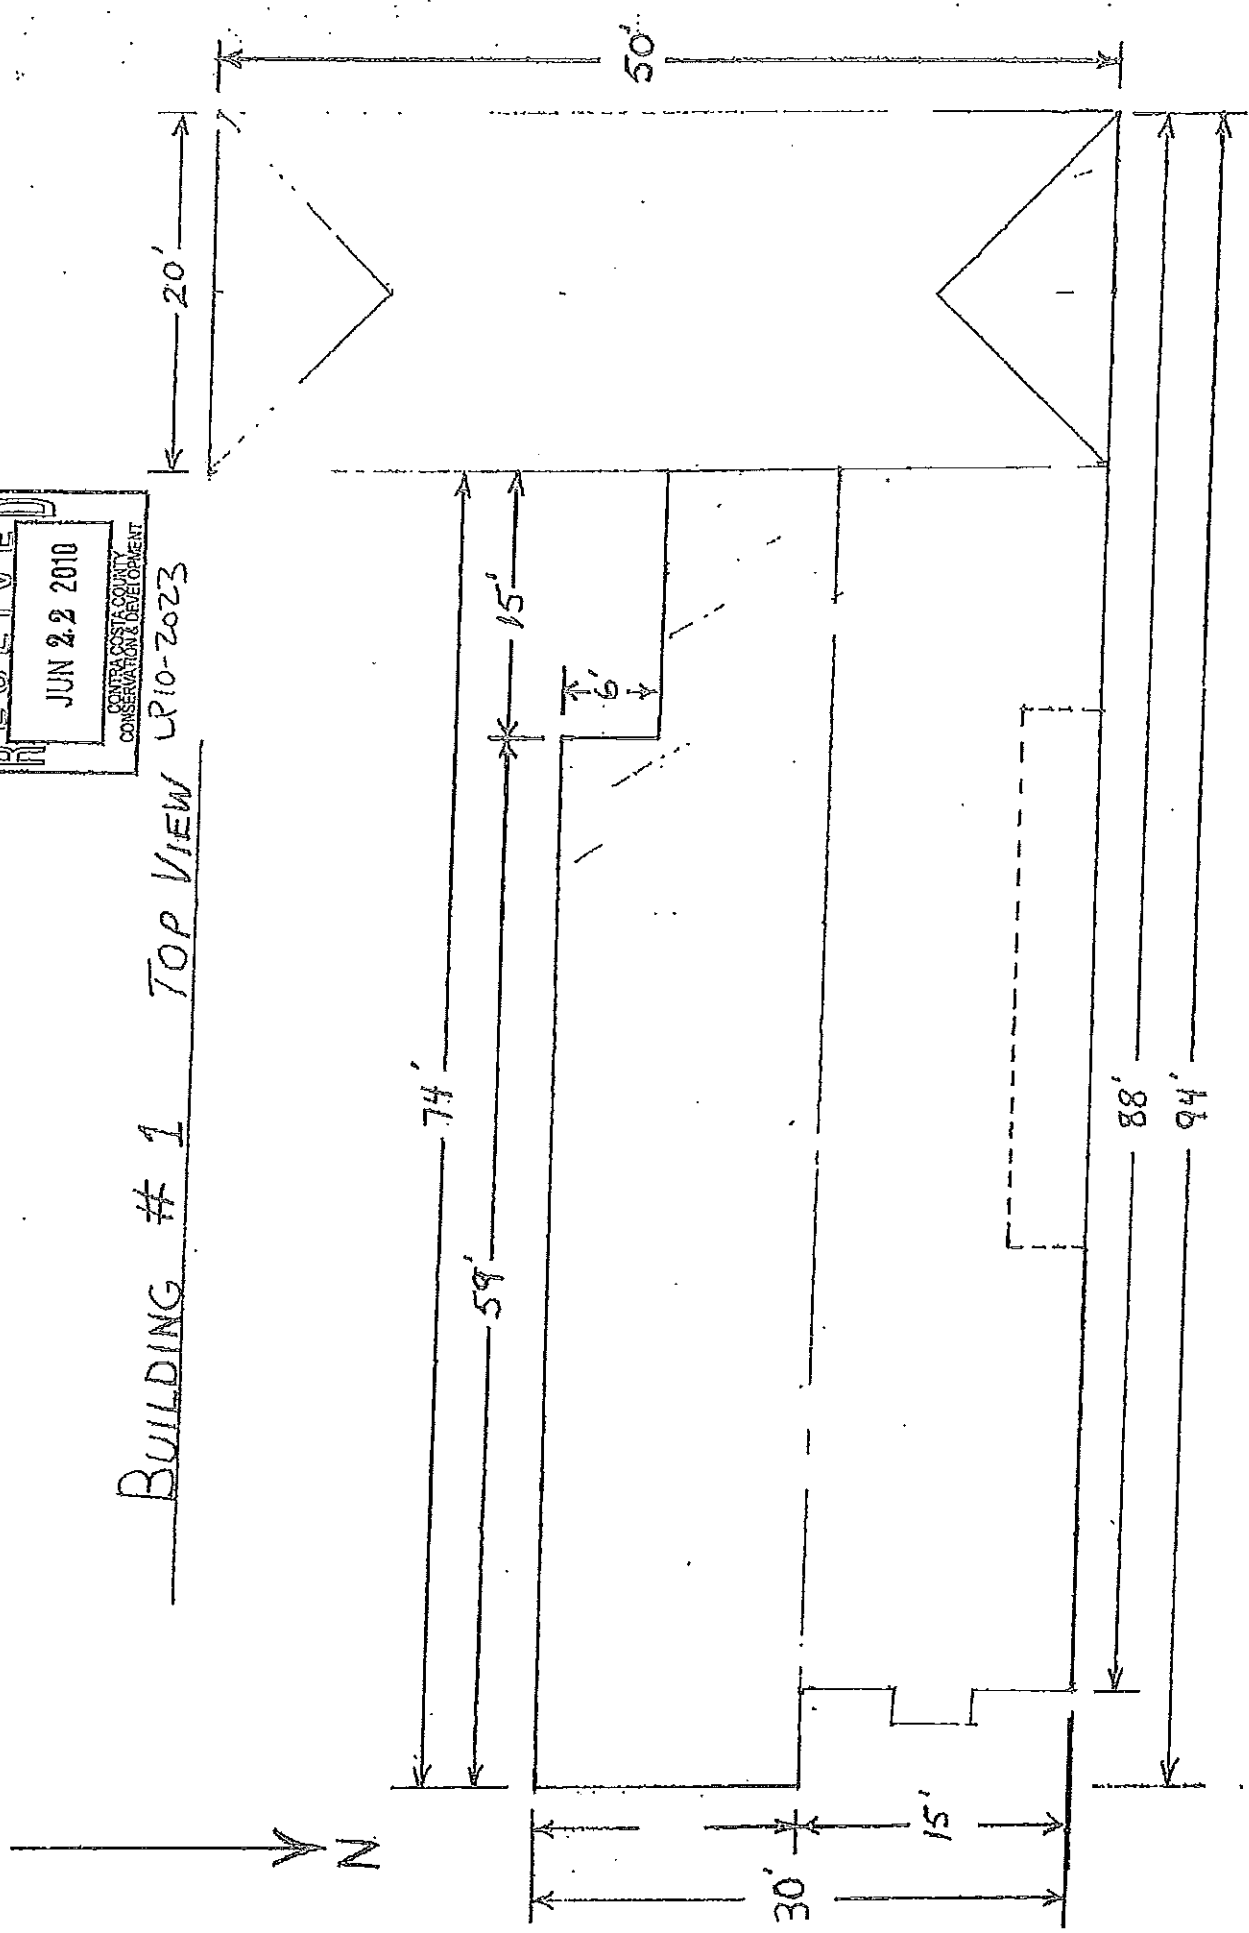 RECEIVED
JUN 22 2010
CONTRA COSTA COUNTY
CONSERVATION & DEVELOPMENT
LP10-2023
BUILDING # 1 TOP VIEW
N
20'
50'
74'
59'
15'
6'
30'
15'
88'
94'